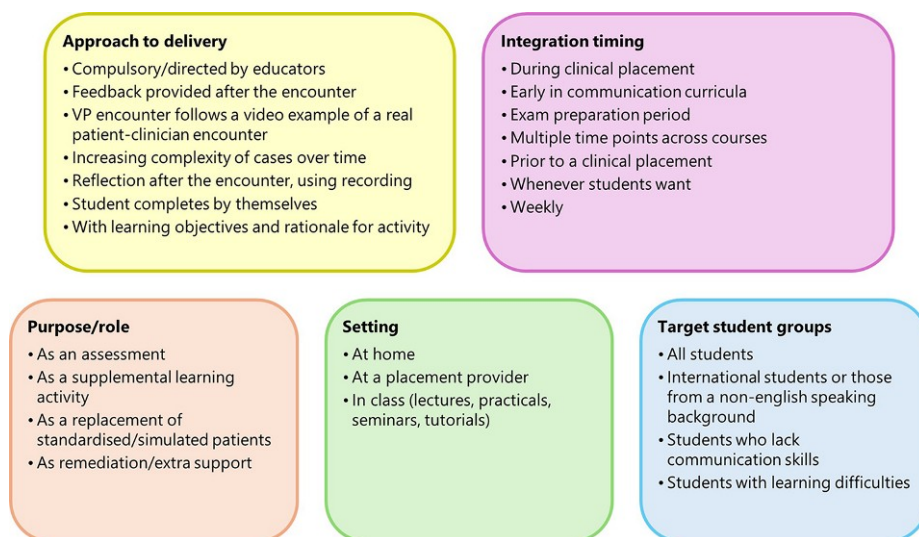 Approach to delivery
• Compulsory/directed by educators
• Feedback provided after the encounter
• VP encounter follows a video example of a real
patient-clinician encounter
• Increasing complexity of cases over time
• Reflection after the encounter, using recording
• Student completes by themselves
• With learning objectives and rationale for activity
Integration timing
• During clinical placement
• Early in communication curricula
• Exam preparation period
• Multiple time points across courses
• Prior to a clinical placement
• Whenever students want
• Weekly
Purpose/role
• As an assessment
• As a supplemental learning
activity
• As a replacement of
standardised/simulated patients
• As remediation/extra support
Setting
• At home
• At a placement provider
• In class (lectures, practicals,
seminars, tutorials)
Target student groups
• All students
• International students or those
from a non-english speaking
background
• Students who lack
communication skills
• Students with learning difficulties